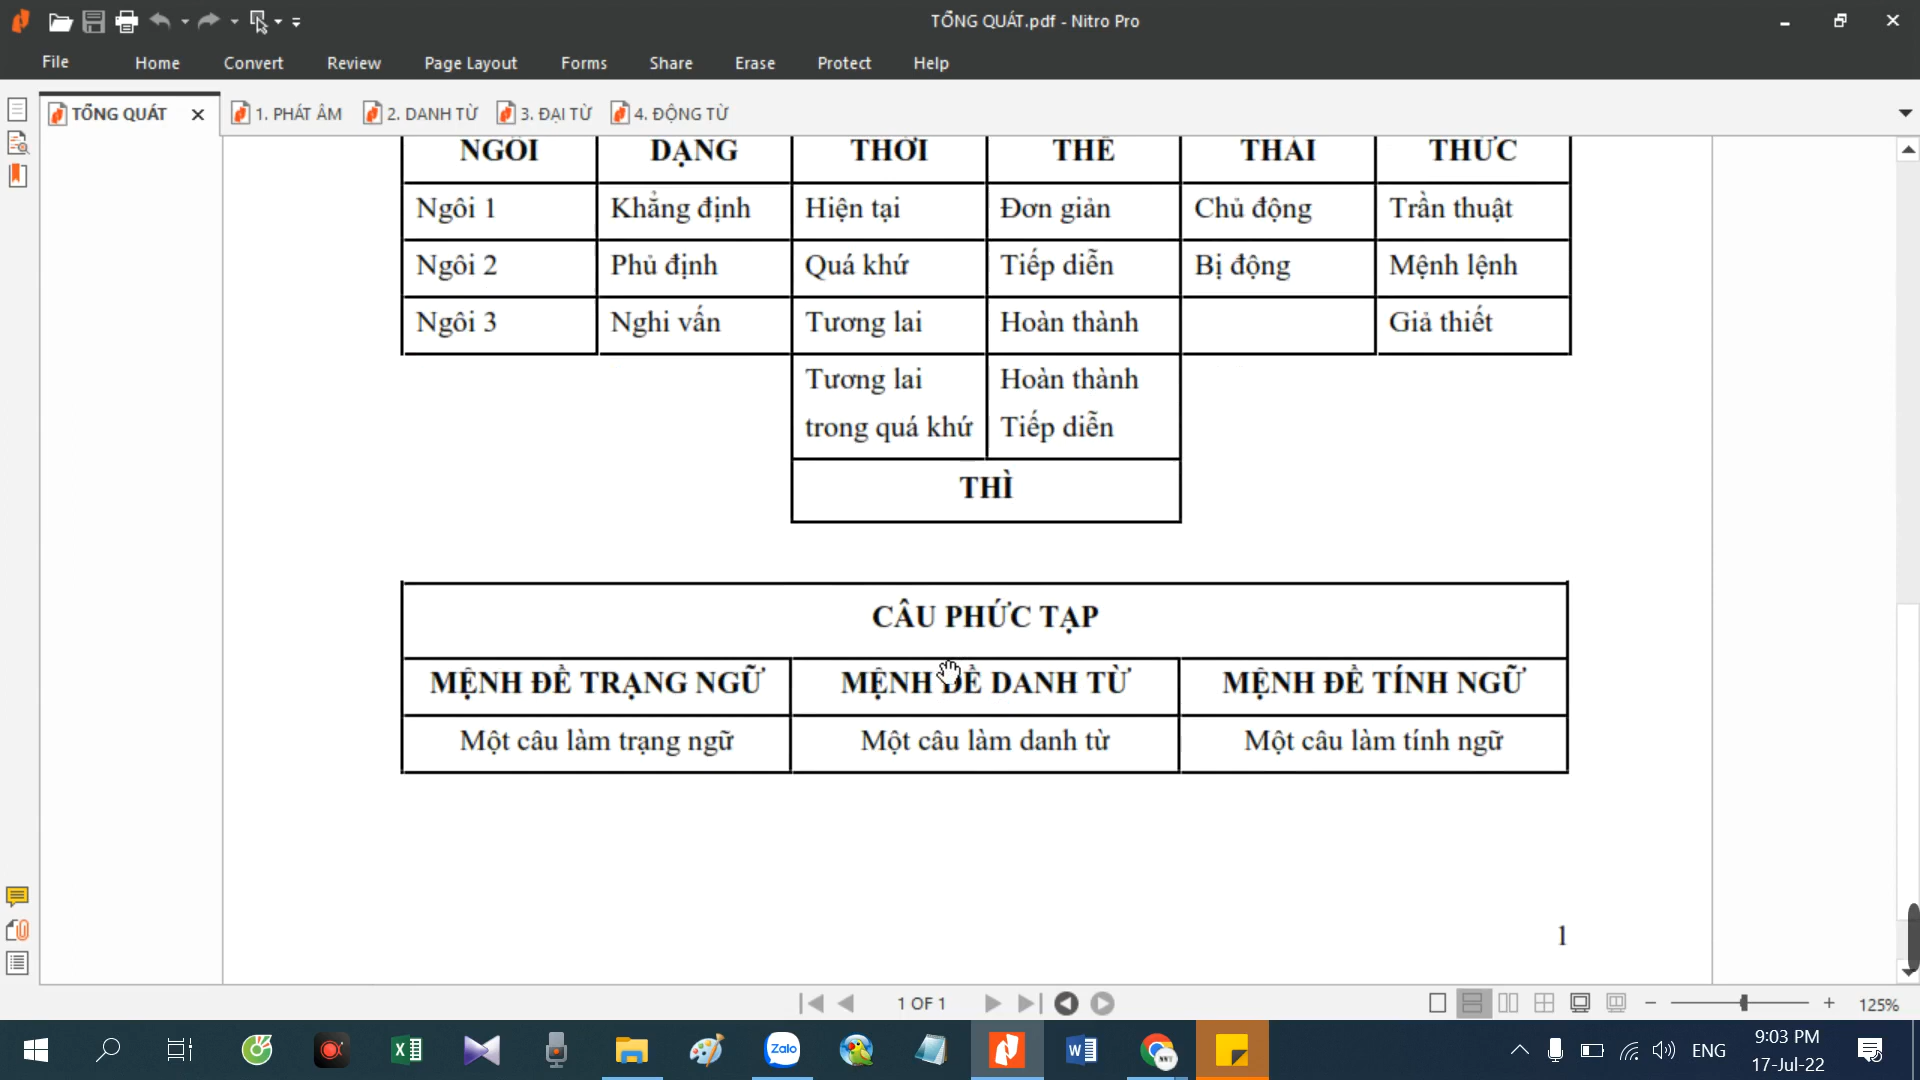 TỔNG QUÁT.pdf - Nitro Pro
File Home Convert Review Page Layout Forms Share Erase Protect Help
TỔNG QUÁT 1. PHÁT ÂM 2. DANH TỪ 3. ĐẠI TỪ 4. ĐỘNG TỪ
NGÔI DẠNG THỜI THỂ THÁI THỨC
Ngôi 1 Khẳng định Hiện tại Đơn giản Chủ động Trần thuật
Ngôi 2 Phủ định Quá khứ Tiếp diễn Bị động Mệnh lệnh
Ngôi 3 Nghi vấn Tương lai Hoàn thành Giả thiết
Tương lai Hoàn thành
trong quá khứ Tiếp diễn
THÌ
CÂU PHỨC TẠP
MỆNH ĐỀ TRẠNG NGỮ MỆNH ĐỀ DANH TỪ MỆNH ĐỀ TÍNH NGỮ
Một câu làm trạng ngữ Một câu làm danh từ Một câu làm tính ngữ
1
1 OF 1 125%
Zalo NVT ENG 9:03 PM
17-Jul-22